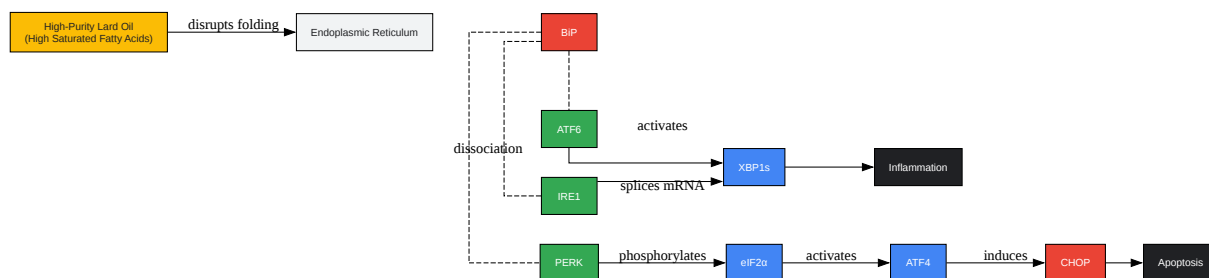 High-Purity Lard Oil
(High Saturated Fatty Acids)
disrupts folding
Endoplasmic Reticulum
BiP
ATF6
activates
dissociation
XBP1s
Inflammation
IRE1
splices mRNA
PERK
phosphorylates
eIF2α
activates
ATF4
induces
CHOP
Apoptosis